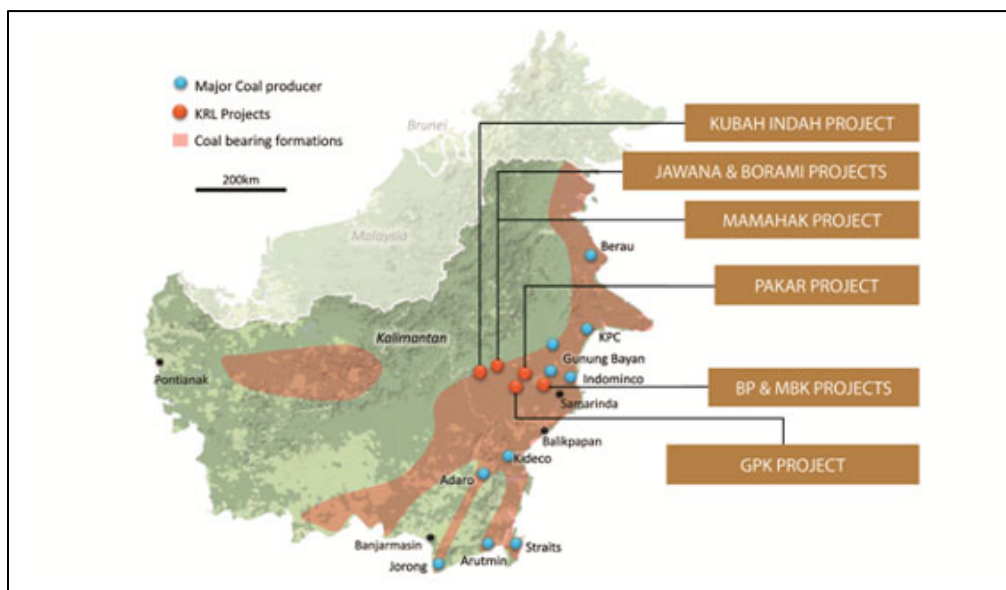 Major Coal producer
KRL Projects
Coal bearing formations
200km
Brunei
Malaysia
Kalimantan
Pontianak
Berau
KPC
Gunung Bayan
Indominco
Samarinda
Balikpapan
Kideco
Adaro
Banjarmasin
Jorong
Arutmin
Straits
KUBAH INDAH PROJECT
JAWANA & BORAMI PROJECTS
MAMAHAK PROJECT
PAKAR PROJECT
BP & MBK PROJECTS
GPK PROJECT